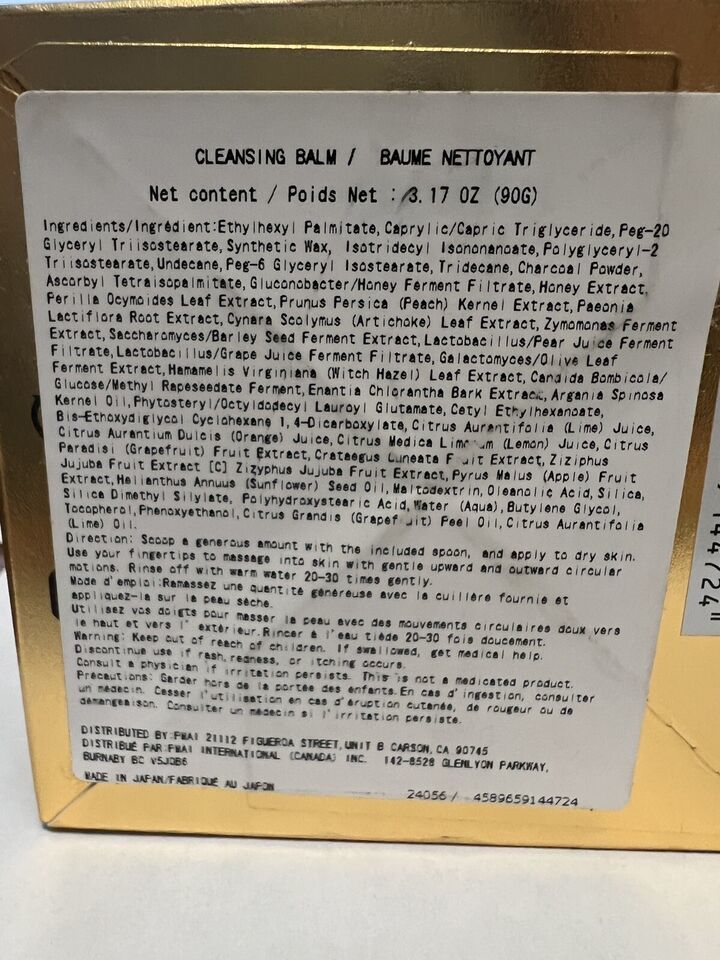 CLEANSING BALM / BAUME NETTOYANT
Net content / Poids Net : 3.17 OZ (90G)
Ingredients/Ingrédient:Ethylhexyl Palmitate, Caprylic/Capric Triglyceride, Peg-20
Glyceryl Triisostearate, Synthetic Wax, Isotridecyl Isononanoate, Polyglyceryl-2
Triisostearate, Undecane, Peg-6 Glyceryl Isostearate, Tridecane, Charcoal Powder,
Ascorbyl Tetraisopalmitate, Gluconobacter/Honey Ferment Filtrate, Honey Extract,
Perilla Ocymoides Leaf Extract, Prunus Persica (Peach) Kernel Extract, Paeonia
Lactiflora Root Extract, Cynara Scolymus (Artichoke) Leaf Extract, Zymomonas Ferment
Extract, Saccharomyces/Barley Seed Ferment Extract, Lactobacillus/Pear Juice Ferment
Filtrate, Lactobacillus/Grape Juice Ferment Filtrate, Galactomyces/Olive Leaf
Ferment Extract, Hamamelis Virginiana (Witch Hazel) Leaf Extract, Candida Bombicola/
Glucose/Methyl Rapeseedate Ferment, Enantia Chlorantha Bark Extract, Argania Spinosa
Kernel Oil, Phytosteryl/Octyldodecyl Lauroyl Glutamate, Cetyl Ethylhexanoate,
Bis-Ethoxydiglycol Cyclohexane 1,4-Dicarboxylate, Citrus Aurantifolia (Lime) Juice,
Citrus Aurantium Dulcis (Orange) Juice, Citrus Medica (Lemon) Juice, Citrus
Paradisi (Grapefruit) Fruit Extract, Crataegus Cuneata Extract, Ziziphus
Jujuba Fruit Extract [C] Zizyphus Jujuba Fruit Extract, Pyrus Malus (Apple) Fruit
Extract, Helianthus Annuus (Sunflower) Seed Oil, Maltodextrin, Oleanolic Acid, Silica,
Silica Dimethyl Silylate, Polyhydroxystearic Acid, Water (Aqua), Butylene Glycol,
Tocopherol, Phenoxyethanol, Citrus Grandis Peel Oil, Citrus Aurantifolia
(Lime) Oil.
Direction: Scoop a generous amount with the included spoon, and apply to dry skin.
Use your fingertips to massage into skin with gentle upward and outward circular
motions. Rinse off with warm water 20-30 times gently.
Mode d'emploi:Ramassez une quantité généreuse avec la cuillère fournie et
appliquez-la sur la peau sèche.
Utilisez vos doigts pour masser la peau avec des mouvements circulaires doux vers
le haut et vers l' extérieur.Rincer à l'eau tiède 20-30 fois doucement.
Warning: Keep out of reach of children. If swallowed, get medical help.
Discontinue use if rash, redness, or itching occurs.
Consult a physician if irritation persists. This is not a medicated product.
Précautions: Garder hors de la portée des enfants.En cas d'ingestion, consulter
un médecin. Cesser l'utilisation en cas d'éruption cutanée, de rougeur ou de
démangeaison. Consulter un médecin si l'irritation persiste.
DISTRIBUTED BY:PMAI 21112 FIGUEROA STREET, UNIT B CARSON, CA 90745
DISTRIBUÉ PAR:PMAI INTERNATIONAL (CANADA) INC. 142-8528 GLENLYON PARKWAY,
BURNABY BC V5J0B6
MADE IN JAPAN/FABRIQUÉ AU JAPON
24056 / 4589659144724
144724